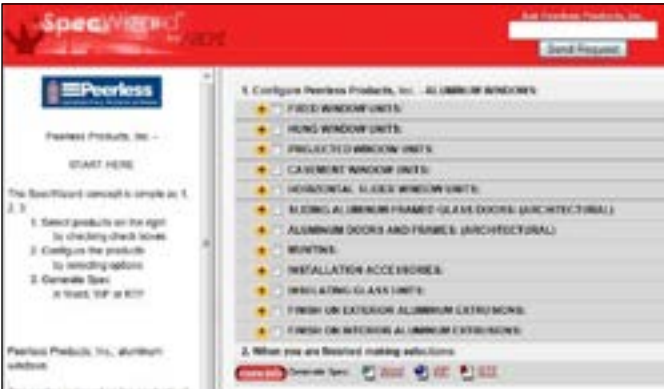 SpecWizard
by ARCAT
Ask Peerless Products, Inc.
Send Request
Peerless
Peerless Products, Inc. -
START HERE
The SpecWizard concept is simple as 1,
2, 3
1. Select products on the right
by checking check boxes
2. Configure the products
by selecting options
3. Generate Spec
in Word, WP or RTF
Peerless Products, Inc., aluminum
windows
1. Configure Peerless Products, Inc. - ALUMINUM WINDOWS:
FIXED WINDOW UNITS:
HUNG WINDOW UNITS:
PROJECTED WINDOW UNITS:
CASEMENT WINDOW UNITS:
HORIZONTAL SLIDER WINDOW UNITS:
SLIDING ALUMINUM-FRAMED GLASS DOORS: (ARCHITECTURAL)
ALUMINUM DOORS AND FRAMES: (ARCHITECTURAL)
MUNTINS:
INSTALLATION ACCESSORIES:
INSULATING GLASS UNITS:
FINISH ON EXTERIOR ALUMINUM EXTRUSIONS:
FINISH ON INTERIOR ALUMINUM EXTRUSIONS:
2. When you are finished making selections:
Generate Spec: Word WP RTF